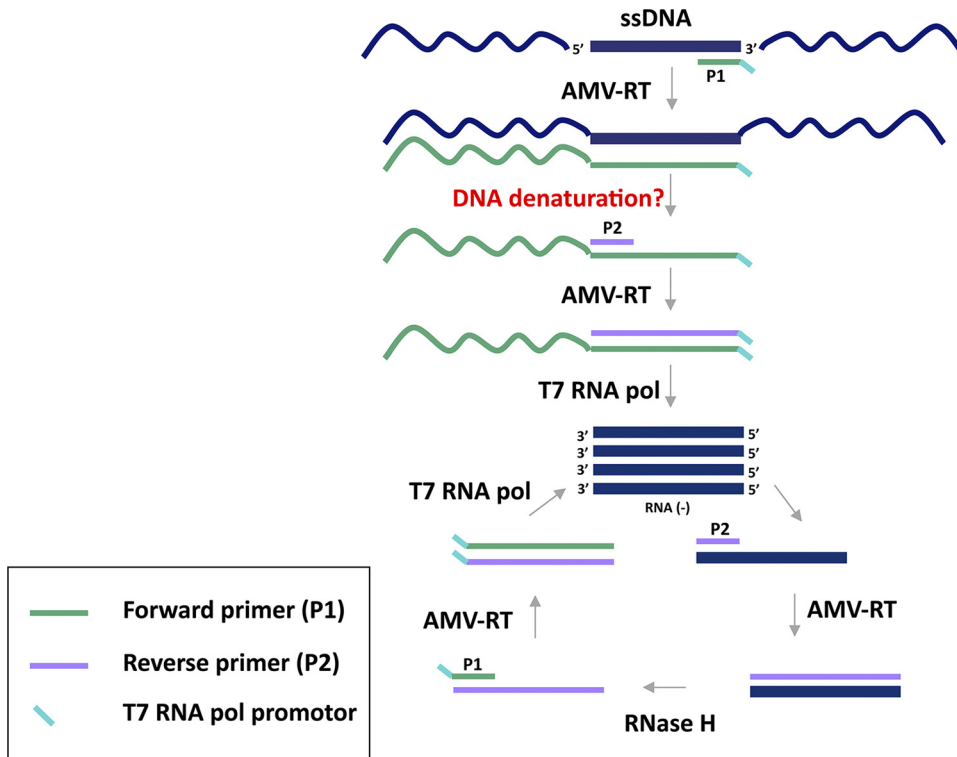 ssDNA
5’ 3’
P1
AMV-RT
DNA denaturation?
P2
AMV-RT
T7 RNA pol
3’ 5’
3’ 5’
3’ 5’
3’ 5’
RNA (-)
T7 RNA pol
P2
AMV-RT
AMV-RT
P1
RNase H
Forward primer (P1)
Reverse primer (P2)
T7 RNA pol promotor